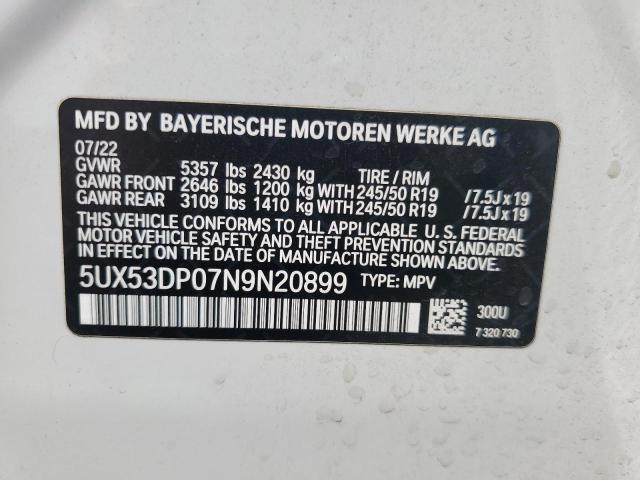 MFD BY BAYERISCHE MOTOREN WERKE AG
07/22
GVWR 5357 lbs 2430 kg TIRE / RIM
GAWR FRONT 2646 lbs 1200 kg WITH 245/50 R19 /7.5J x 19
GAWR REAR 3109 lbs 1410 kg WITH 245/50 R19 /7.5J x 19
THIS VEHICLE CONFORMS TO ALL APPLICABLE U. S. FEDERAL
MOTOR VEHICLE SAFETY STANDARDS IN EFFECT ON THE
DATE OF MANUFACTURE SHOWN ABOVE.
5UX53DP07N9N20899 TYPE: MPV
300U
7 320 730